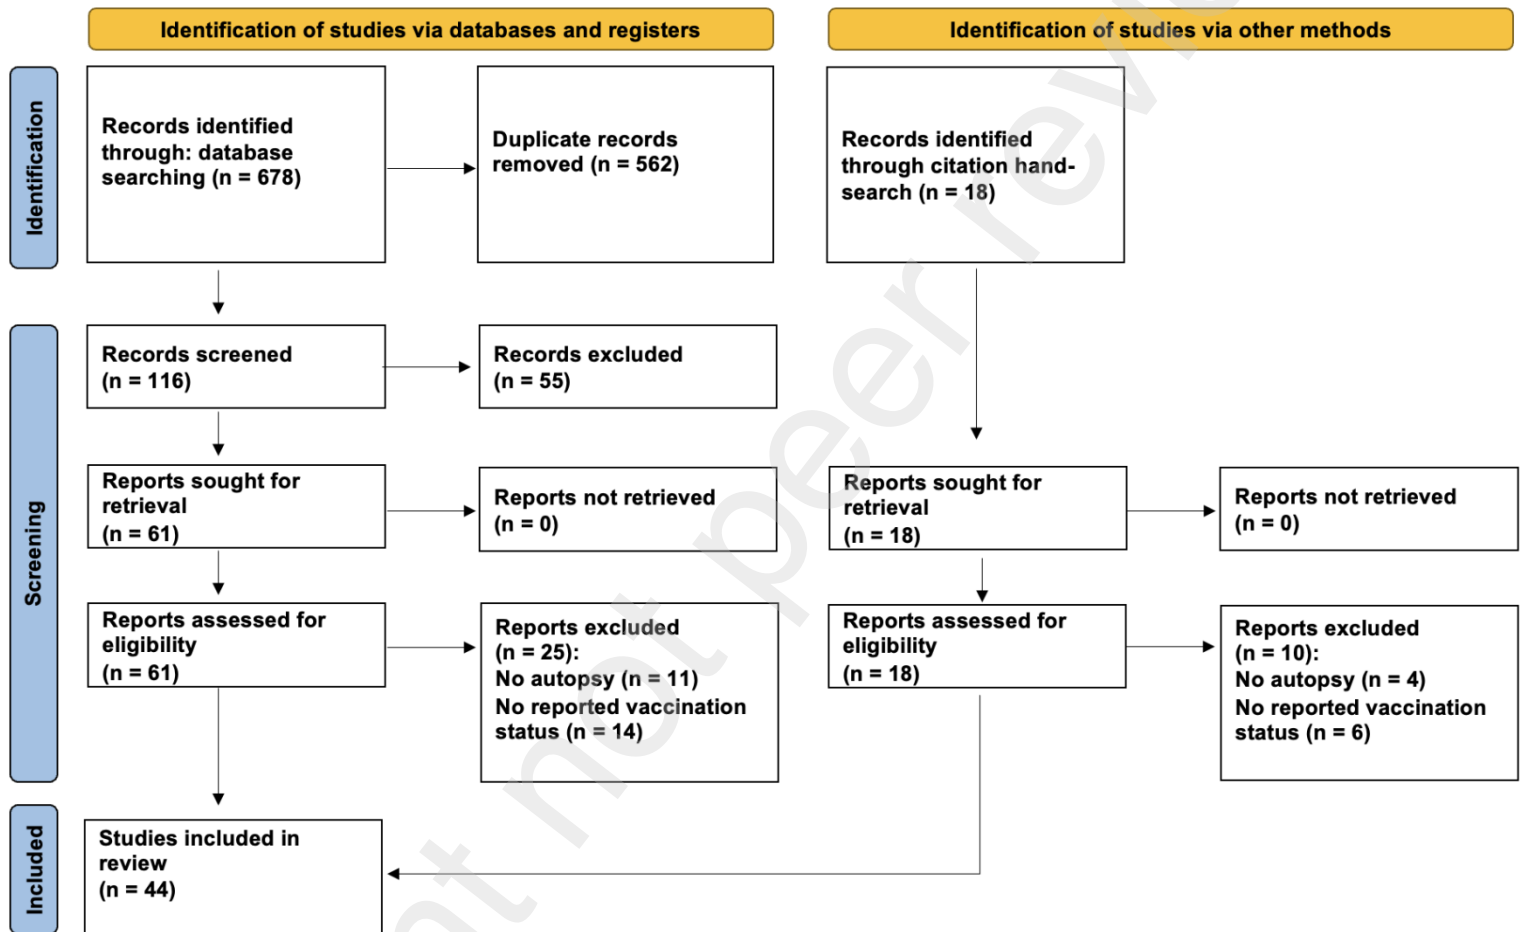 Identification of studies via databases and registers
Identification of studies via other methods
Identification
Records identified
through: database
searching (n = 678)
Duplicate records
removed (n = 562)
Records identified
through citation hand-
search (n = 18)
Screening
Records screened
(n = 116)
Records excluded
(n = 55)
Reports sought for
retrieval
(n = 61)
Reports not retrieved
(n = 0)
Reports sought for
retrieval
(n = 18)
Reports not retrieved
(n = 0)
Reports assessed for
eligibility
(n = 61)
Reports excluded
(n = 25):
No autopsy (n = 11)
No reported vaccination
status (n = 14)
Reports assessed for
eligibility
(n = 18)
Reports excluded
(n = 10):
No autopsy (n = 4)
No reported vaccination
status (n = 6)
Included
Studies included in
review
(n = 44)
not peer